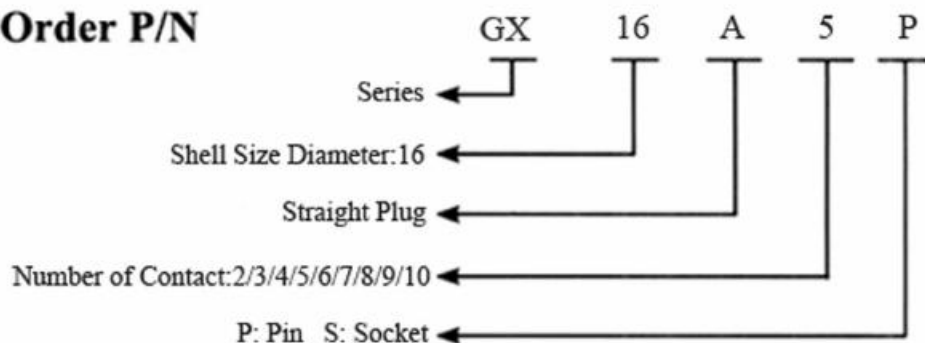 Order P/N GX 16 A 5 P
Series
Shell Size Diameter:16
Straight Plug
Number of Contact:2/3/4/5/6/7/8/9/10
P: Pin S: Socket